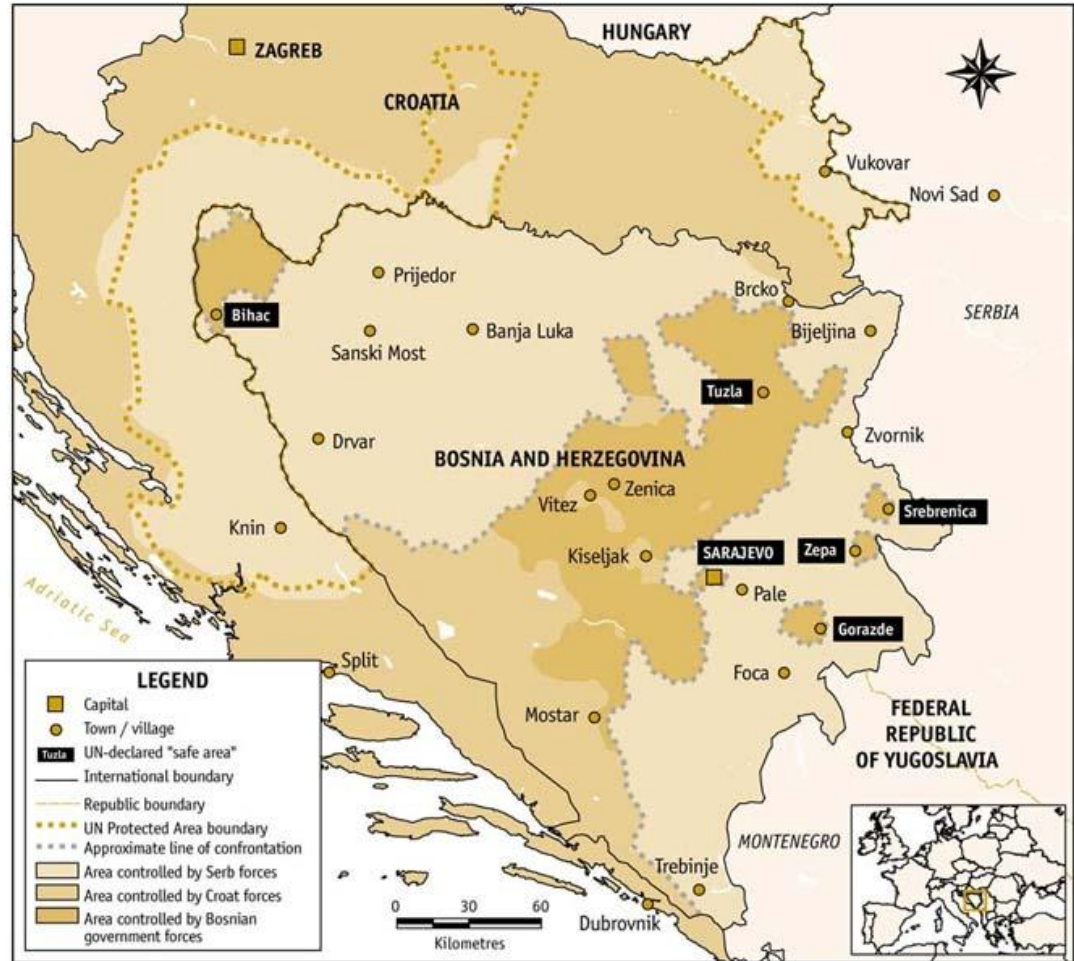 HUNGARY
ZAGREB
CROATIA
Vukovar
Novi Sad
Prijedor
Brcko
SERBIA
Bihac
Banja Luka
Bijeljina
Sanski Most
Tuzla
Drvar
Zvornik
BOSNIA AND HERZEGOVINA
Zenica
Vitez
Srebrenica
Knin
Kiseljak
SARAJEVO
Zepa
Pale
Adriatic Sea
Gorazde
Split
Foca
Mostar
FEDERAL
REPUBLIC
OF YUGOSLAVIA
MONTENEGRO
Trebinje
Dubrovnik
LEGEND
Capital
Town / village
Tuzla
UN-declared "safe area"
International boundary
Republic boundary
UN Protected Area boundary
Approximate line of confrontation
Area controlled by Serb forces
Area controlled by Croat forces
Area controlled by Bosnian
government forces
0 30 60
Kilometres